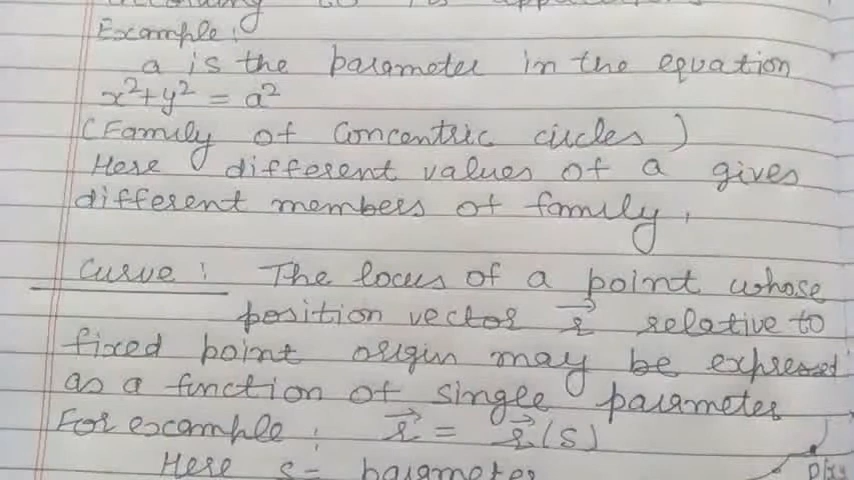 Example:
a is the parameter in the equation
x²+y² = a²
(Family of Concentric circles)
Here different values of a gives
different members of family.
Curve: The locus of a point whose
position vector r⃗ relative to
fixed point origin may be expressed
as a function of single parameter
For example: r⃗ = r⃗(s)
Here s = parameter